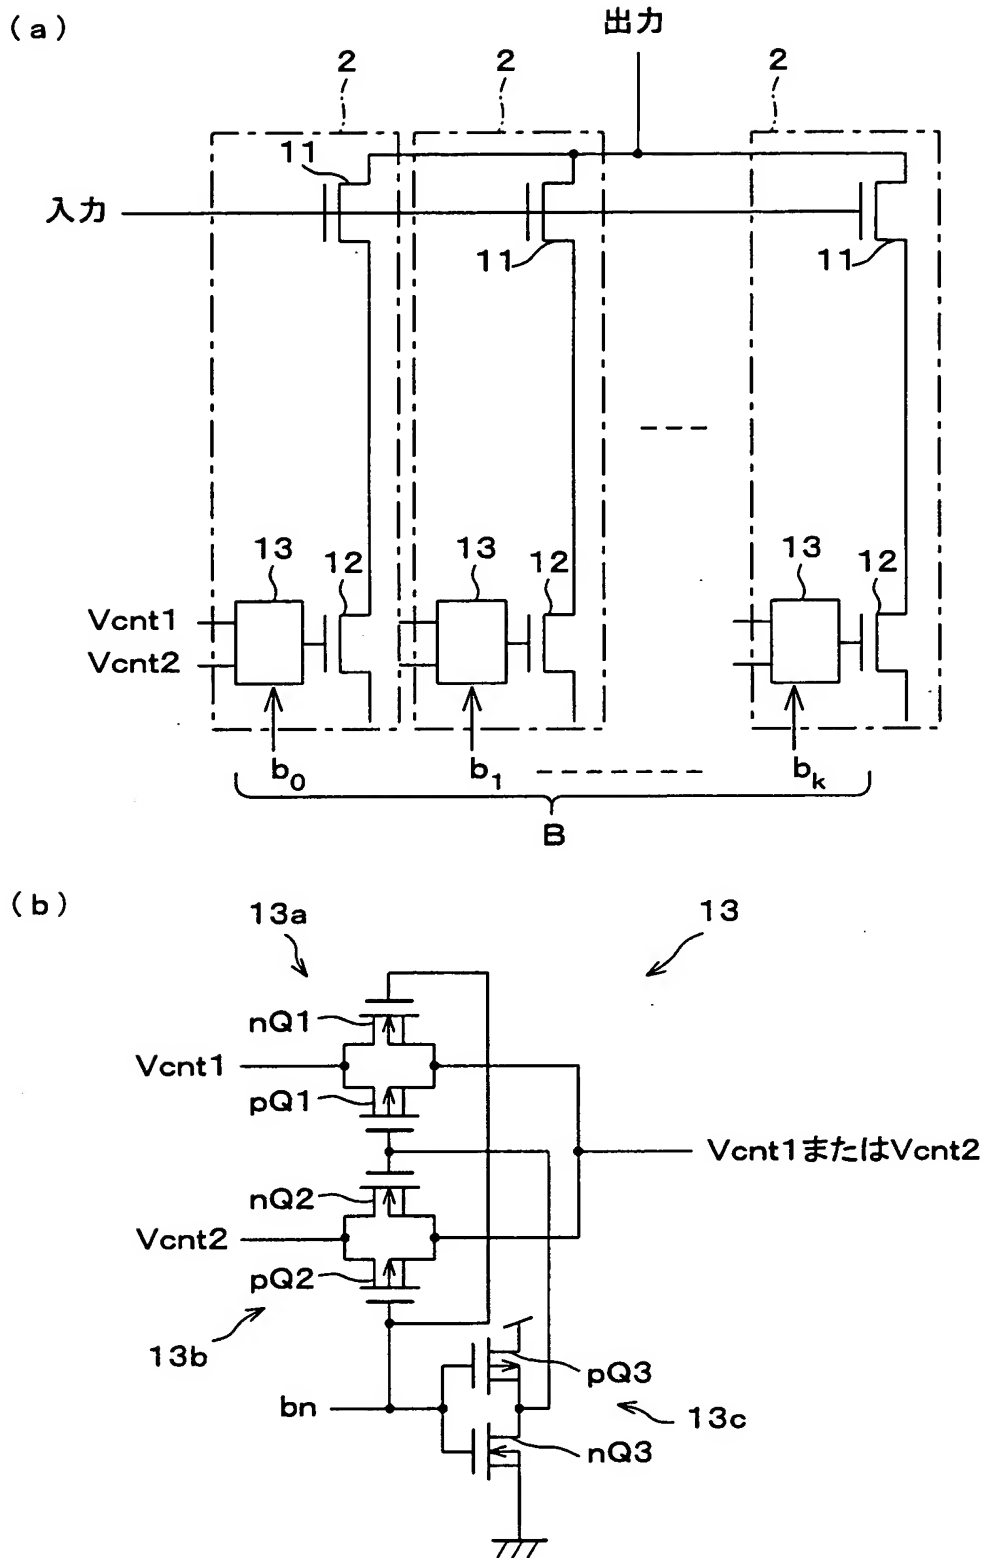 (a)
出力
2 2 2
11
入力
11 11
13 12 13 12 13 12
Vcnt1
Vcnt2
b0 b1 bk
B
(b)
13a 13
nQ1
Vcnt1
pQ1
Vcnt1またはVcnt2
nQ2
Vcnt2
pQ2
13b
pQ3
bn
13c
nQ3